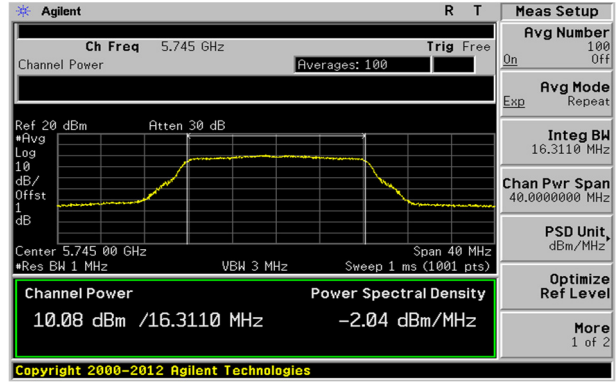 Agilent R T Meas Setup
Avg Number
100
On Off
Ch Freq 5.745 GHz Trig Free
Channel Power Averages: 100
Avg Mode
Exp Repeat
Ref 20 dBm Atten 30 dB
#Avg
Log
10
dB/
Offst
1
dB
Integ BW
16.3110 MHz
Chan Pwr Span
40.0000000 MHz
PSD Unit
dBm/MHz
Center 5.745 00 GHz Span 40 MHz
#Res BW 1 MHz VBW 3 MHz Sweep 1 ms (1001 pts)
Optimize
Ref Level
Channel Power Power Spectral Density
10.08 dBm /16.3110 MHz -2.04 dBm/MHz
More
1 of 2
Copyright 2000-2012 Agilent Technologies